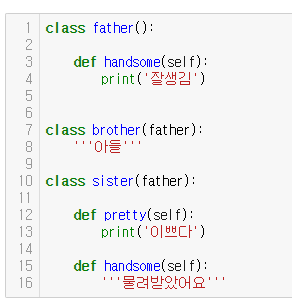 1 class father():
2
3     def handsome(self):
4         print('잘생김')
5
6
7 class brother(father):
8     '''아들'''
9
10 class sister(father):
11
12     def pretty(self):
13         print('이쁘다')
14
15     def handsome(self):
16         '''물려받았어요'''